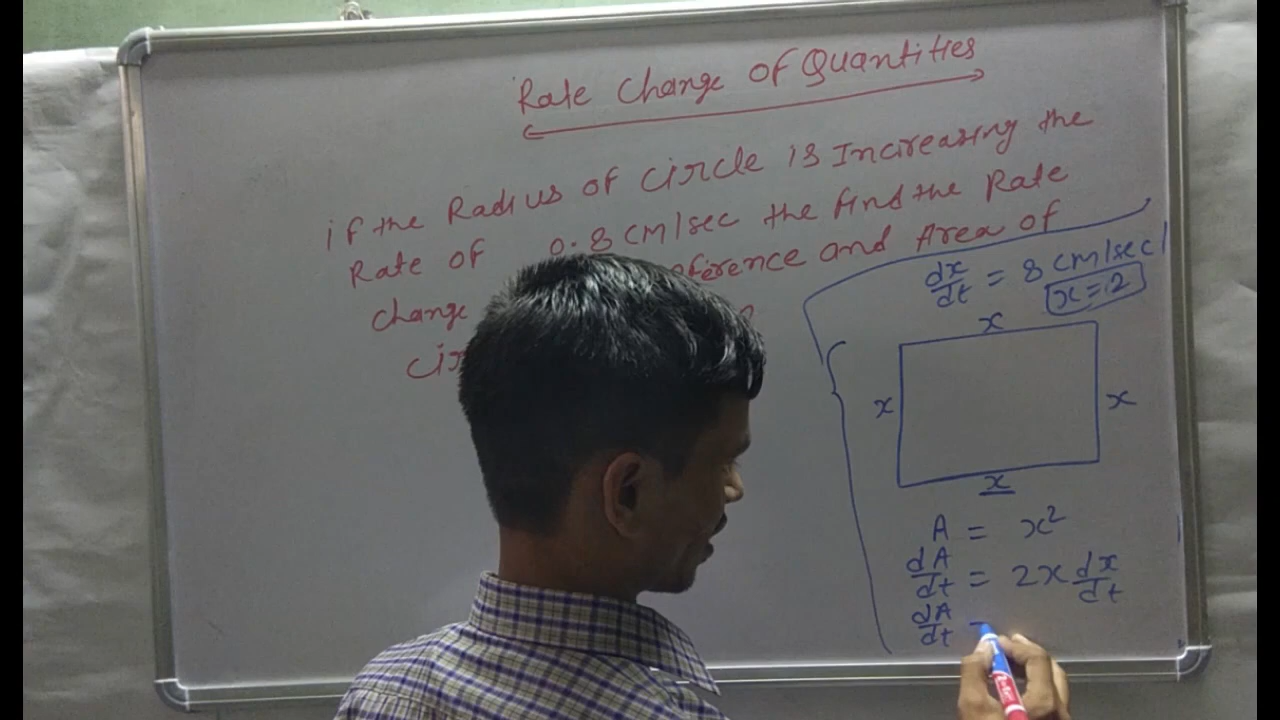 Rate Change of Quantities
if the Radius of circle is Increasing the
Rate of 0.8 cm/sec the find the Rate
change and Area of
dx/dt = 8 cm/sec
x = 2
x
x
x
x
A = x²
dA/dt = 2x dx/dt
dA/dt =